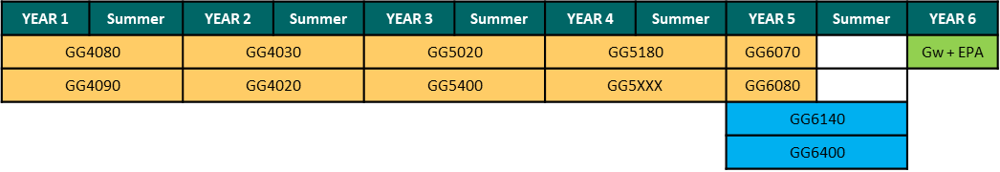 YEAR 1 Summer YEAR 2 Summer YEAR 3 Summer YEAR 4 Summer YEAR 5 Summer YEAR 6
GG4080 GG4030 GG5020 GG5180 GG6070 Gw + EPA
GG4090 GG4020 GG5400 GG5XXX GG6080
GG6140
GG6400